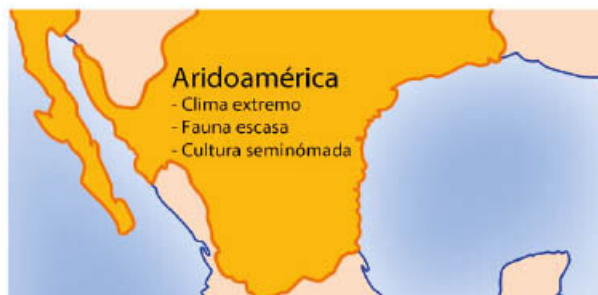 Aridoamérica
- Clima extremo
- Fauna escasa
- Cultura seminómada